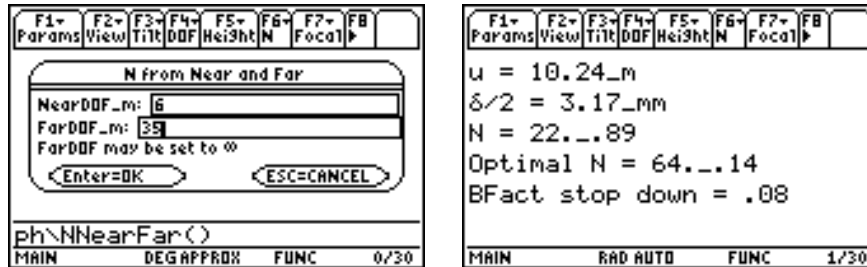 F1▾ F2▾ F3▾ F4▾ F5▾ F6▾ F7▾ F8
Params View Tilt DOF Height N Focal ▶
N from Near and Far
NearDOF_m: 6
FarDOF_m: 35
FarDOF may be set to ∞
Enter=OK ESC=CANCEL
ph\NNearFar()
MAIN DEG APPROX FUNC 0/30
F1▾ F2▾ F3▾ F4▾ F5▾ F6▾ F7▾ F8
Params View Tilt DOF Height N Focal ▶
u = 10.24_m
δ/2 = 3.17_mm
N = 22._.89
Optimal N = 64._.14
BFact stop down = .08
MAIN RAD AUTO FUNC 1/30